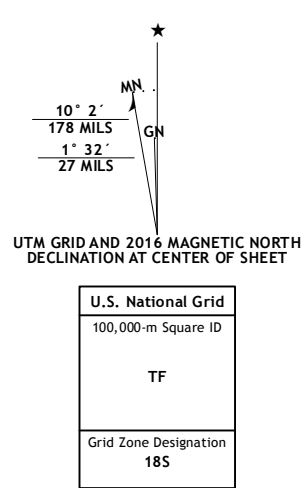 ★
MN
GN
10° 2´
178 MILS
1° 32´
27 MILS
UTM GRID AND 2016 MAGNETIC NORTH
DECLINATION AT CENTER OF SHEET
U.S. National Grid
100,000-m Square ID
TF
Grid Zone Designation
18S